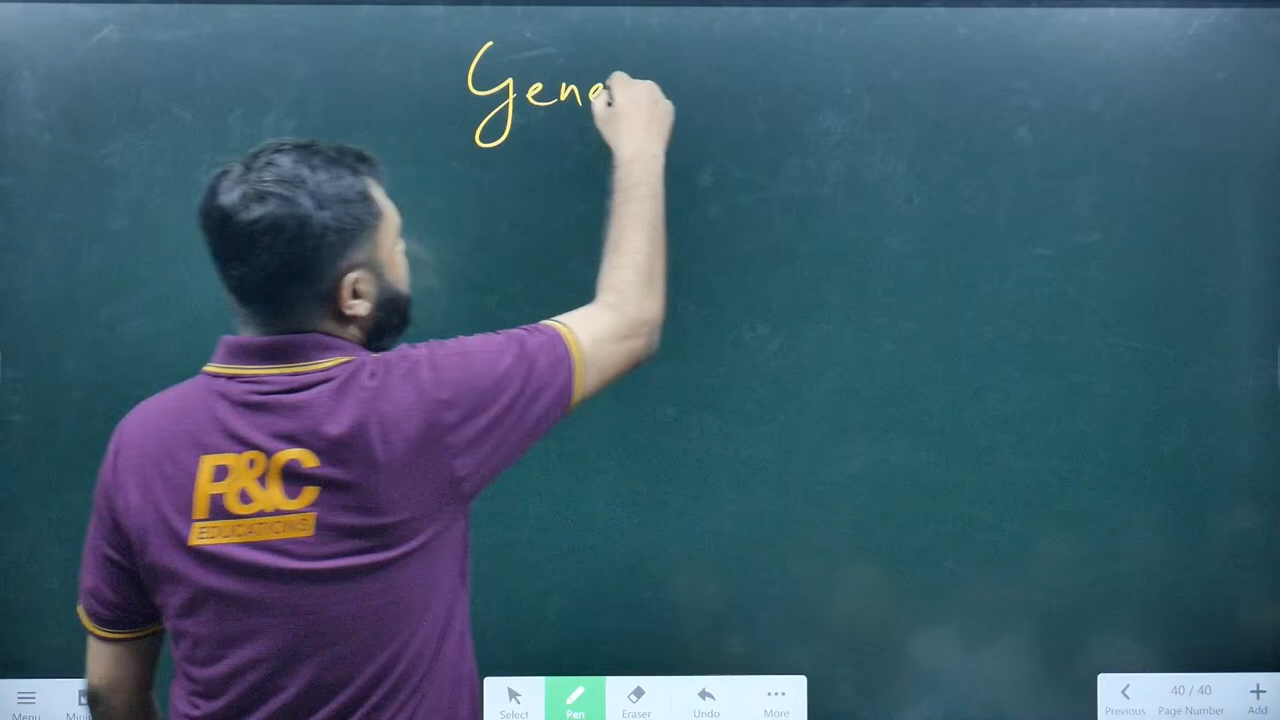 Gene
P&C
EDUCATIONS
Menu
Select
Pen
Eraser
Undo
More
40 / 40
Previous
Page Number
Add